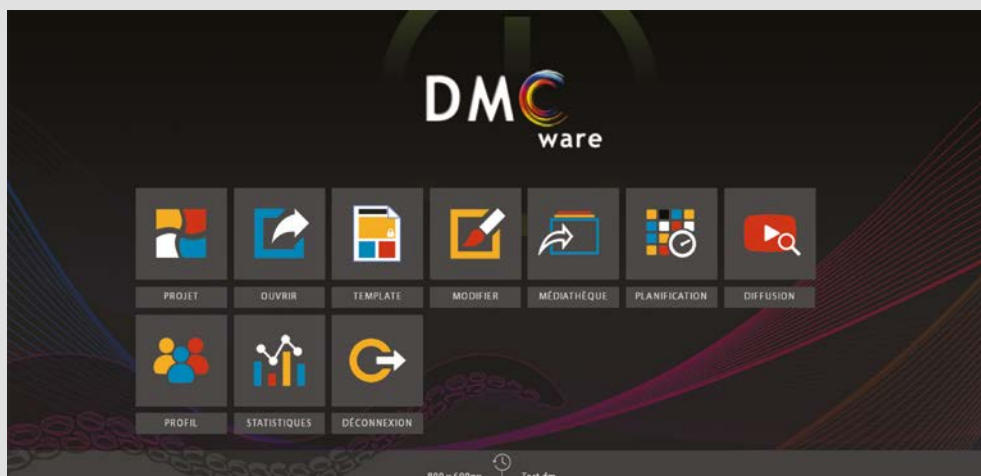 DMC
ware
PROJET OUVRIR TEMPLATE MODIFIER MÉDIATHÈQUE PLANIFICATION DIFFUSION
PROFIL STATISTIQUES DÉCONNEXION